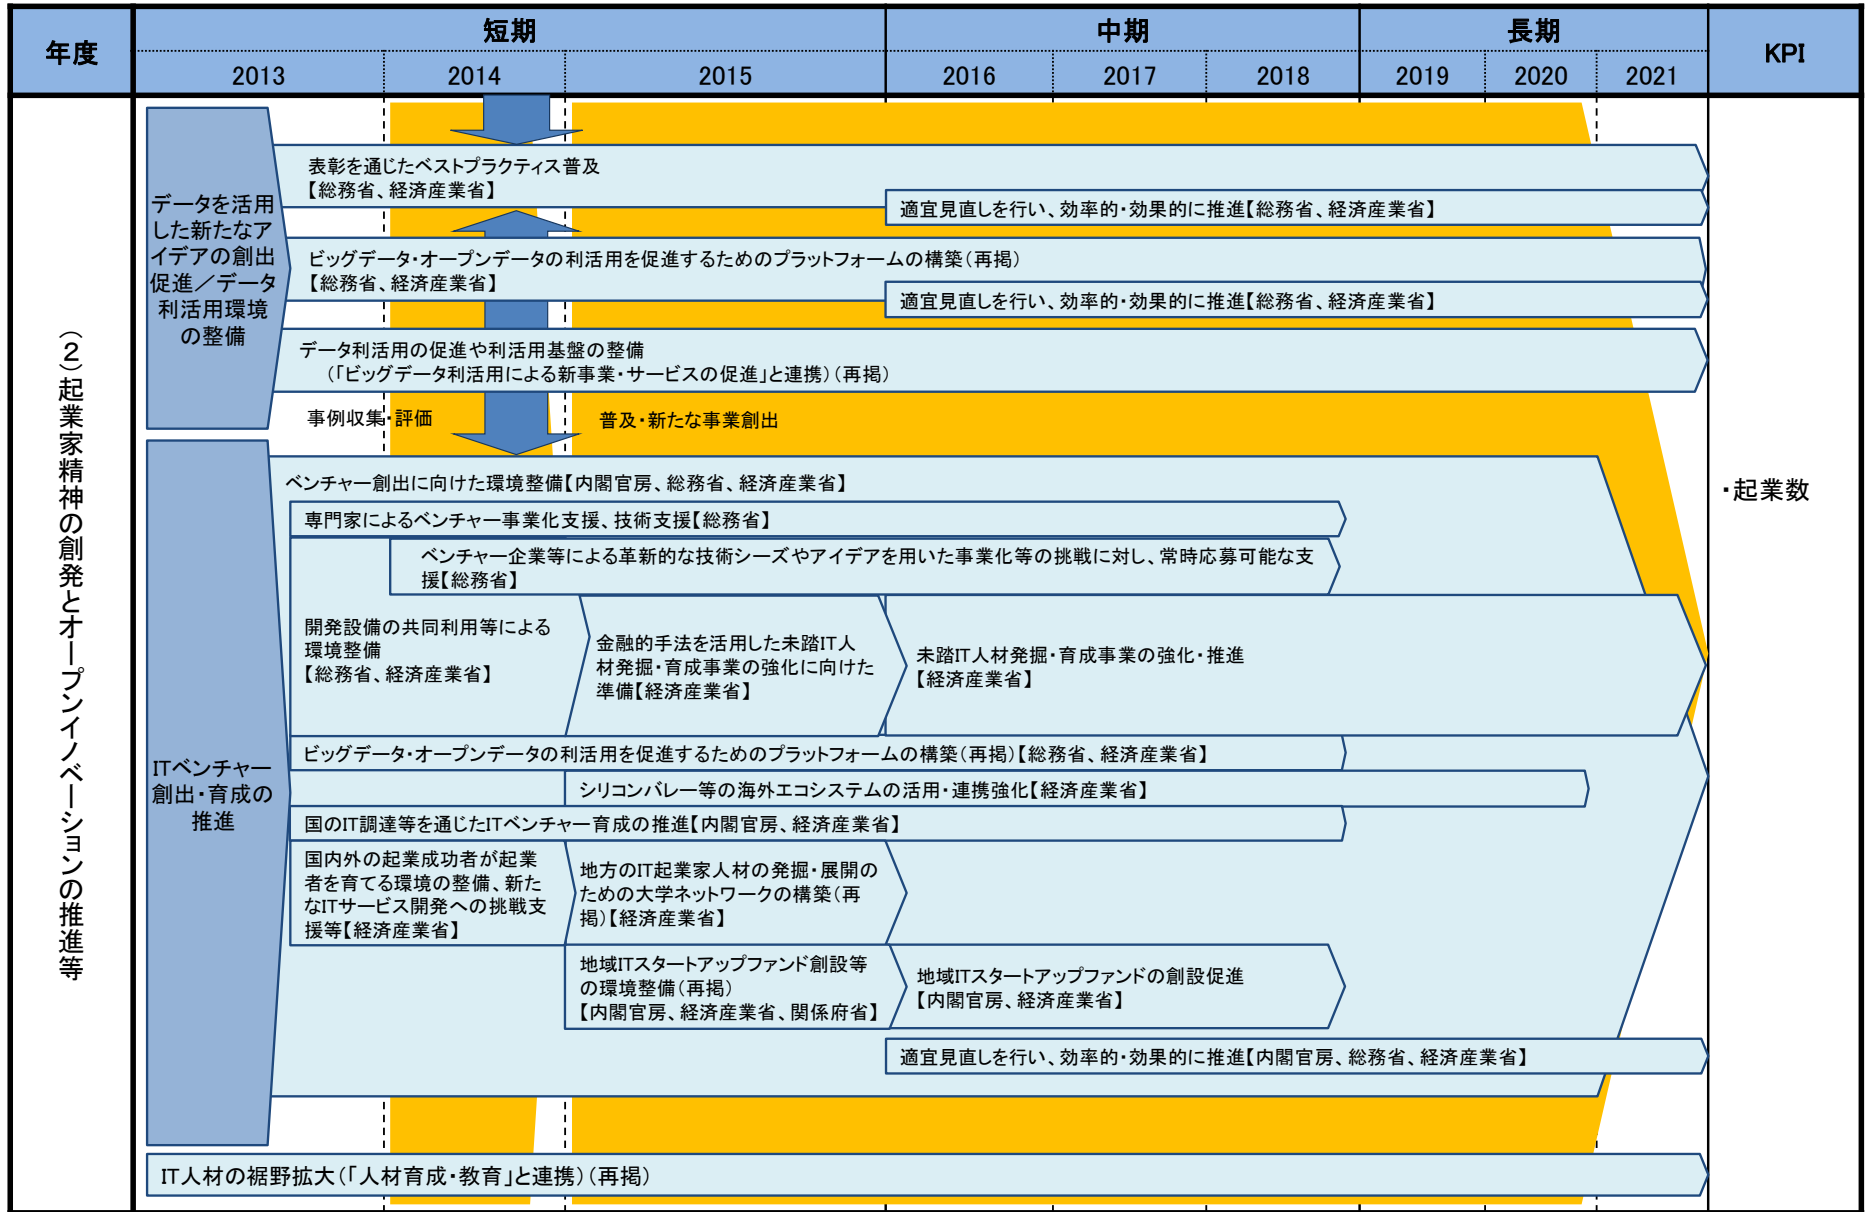 年度
短期
中期
長期
KPI
2013
2014
2015
2016
2017
2018
2019
2020
2021
（2）起業家精神の創発とオープンイノベーションの推進等
データを活用
した新たなア
イデアの創出
促進／データ
利活用環境
の整備
表彰を通じたベストプラクティス普及
【総務省、経済産業省】
適宜見直しを行い、効率的・効果的に推進【総務省、経済産業省】
ビッグデータ・オープンデータの利活用を促進するためのプラットフォームの構築（再掲）
【総務省、経済産業省】
適宜見直しを行い、効率的・効果的に推進【総務省、経済産業省】
データ利活用の促進や利活用基盤の整備
（「ビッグデータ利活用による新事業・サービスの促進」と連携）（再掲）
事例収集・評価
普及・新たな事業創出
ITベンチャー
創出・育成の
推進
ベンチャー創出に向けた環境整備【内閣官房、総務省、経済産業省】
専門家によるベンチャー事業化支援、技術支援【総務省】
ベンチャー企業等による革新的な技術シーズやアイデアを用いた事業化等の挑戦に対し、常時応募可能な支
援【総務省】
開発設備の共同利用等による
環境整備
【総務省、経済産業省】
金融的手法を活用した未踏IT人
材発掘・育成事業の強化に向けた
準備【経済産業省】
未踏IT人材発掘・育成事業の強化・推進
【経済産業省】
ビッグデータ・オープンデータの利活用を促進するためのプラットフォームの構築（再掲）【総務省、経済産業省】
シリコンバレー等の海外エコシステムの活用・連携強化【経済産業省】
国のIT調達等を通じたITベンチャー育成の推進【内閣官房、経済産業省】
国内外の起業成功者が起業
者を育てる環境の整備、新た
なITサービス開発への挑戦支
援等【経済産業省】
地方のIT起業家人材の発掘・展開の
ための大学ネットワークの構築（再
掲）【経済産業省】
地域ITスタートアップファンド創設等
の環境整備（再掲）
【内閣官房、経済産業省、関係府省】
地域ITスタートアップファンドの創設促進
【内閣官房、経済産業省】
適宜見直しを行い、効率的・効果的に推進【内閣官房、総務省、経済産業省】
IT人材の裾野拡大（「人材育成・教育」と連携）（再掲）
・起業数